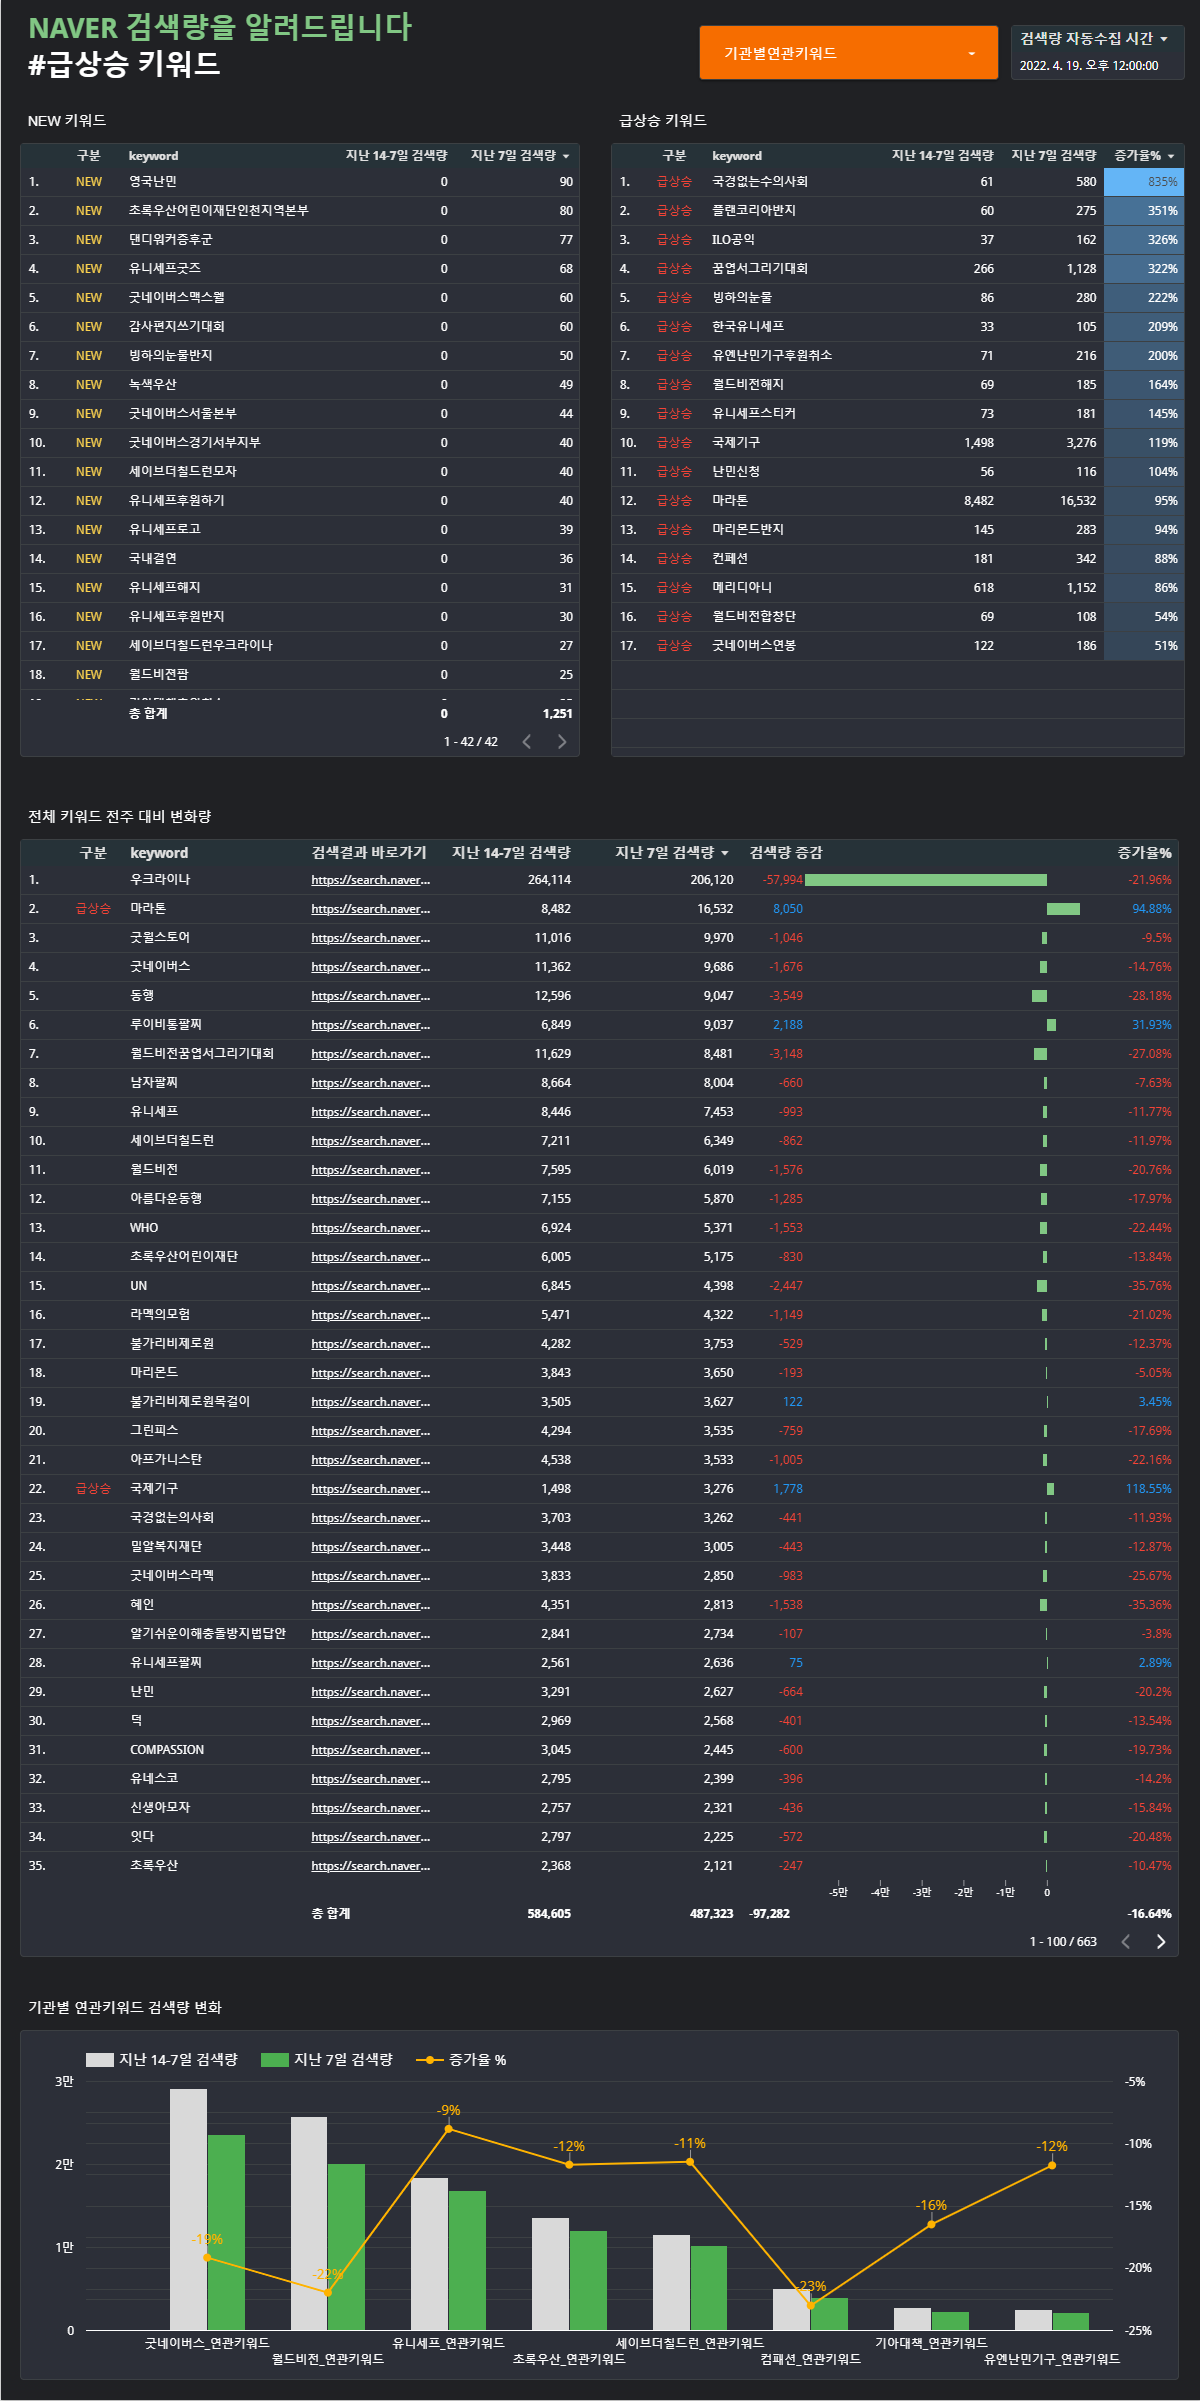 NAVER 검색량을 알려드립니다
#급상승 키워드
기관별연관키워드
검색량 자동수집 시간
2022. 4. 19. 오후 12:00:00
NEW 키워드
구분 keyword 지난 14-7일 검색량 지난 7일 검색량
1. NEW 영국난민 0 90
2. NEW 초록우산어린이재단인천지역본부 0 80
3. NEW 댄디워커증후군 0 77
4. NEW 유니세프굿즈 0 68
5. NEW 굿네이버스맥스웰 0 60
6. NEW 감사편지쓰기대회 0 60
7. NEW 빙하의눈물반지 0 50
8. NEW 녹색우산 0 49
9. NEW 굿네이버스서울본부 0 44
10. NEW 굿네이버스경기서부지부 0 40
11. NEW 세이브더칠드런모자 0 40
12. NEW 유니세프후원하기 0 40
13. NEW 유니세프로고 0 39
14. NEW 국내결연 0 36
15. NEW 유니세프해지 0 31
16. NEW 유니세프후원반지 0 30
17. NEW 세이브더칠드런우크라이나 0 27
18. NEW 월드비젼팜 0 25
총 합계 0 1,251
1 - 42 / 42
급상승 키워드
구분 keyword 지난 14-7일 검색량 지난 7일 검색량 증가율%
1. 급상승 국경없는수의사회 61 580 835%
2. 급상승 플랜코리아반지 60 275 351%
3. 급상승 ILO공익 37 162 326%
4. 급상승 꿈엽서그리기대회 266 1,128 322%
5. 급상승 빙하의눈물 86 280 222%
6. 급상승 한국유니세프 33 105 209%
7. 급상승 유엔난민기구후원취소 71 216 200%
8. 급상승 월드비전해지 69 185 164%
9. 급상승 유니세프스티커 73 181 145%
10. 급상승 국제기구 1,498 3,276 119%
11. 급상승 난민신청 56 116 104%
12. 급상승 마라톤 8,482 16,532 95%
13. 급상승 마리몬드반지 145 283 94%
14. 급상승 컨페션 181 342 88%
15. 급상승 메리디아니 618 1,152 86%
16. 급상승 월드비전합창단 69 108 54%
17. 급상승 굿네이버스연봉 122 186 51%
전체 키워드 전주 대비 변화량
구분 keyword 검색결과 바로가기 지난 14-7일 검색량 지난 7일 검색량 검색량 증감 증가율%
1. 우크라이나 https://search.naver... 264,114 206,120 -57,994 -21.96%
2. 급상승 마라톤 https://search.naver... 8,482 16,532 8,050 94.88%
3. 굿윌스토어 https://search.naver... 11,016 9,970 -1,046 -9.5%
4. 굿네이버스 https://search.naver... 11,362 9,686 -1,676 -14.76%
5. 동행 https://search.naver... 12,596 9,047 -3,549 -28.18%
6. 루이비통팔찌 https://search.naver... 6,849 9,037 2,188 31.93%
7. 월드비전꿈엽서그리기대회 https://search.naver... 11,629 8,481 -3,148 -27.08%
8. 남자팔찌 https://search.naver... 8,664 8,004 -660 -7.63%
9. 유니세프 https://search.naver... 8,446 7,453 -993 -11.77%
10. 세이브더칠드런 https://search.naver... 7,211 6,349 -862 -11.97%
11. 월드비전 https://search.naver... 7,595 6,019 -1,576 -20.76%
12. 아름다운동행 https://search.naver... 7,155 5,870 -1,285 -17.97%
13. WHO https://search.naver... 6,924 5,371 -1,553 -22.44%
14. 초록우산어린이재단 https://search.naver... 6,005 5,175 -830 -13.84%
15. UN https://search.naver... 6,845 4,398 -2,447 -35.76%
16. 라멕의모험 https://search.naver... 5,471 4,322 -1,149 -21.02%
17. 불가리비제로원 https://search.naver... 4,282 3,753 -529 -12.37%
18. 마리몬드 https://search.naver... 3,843 3,650 -193 -5.05%
19. 불가리비제로원목걸이 https://search.naver... 3,505 3,627 122 3.45%
20. 그린피스 https://search.naver... 4,294 3,535 -759 -17.69%
21. 아프가니스탄 https://search.naver... 4,538 3,533 -1,005 -22.16%
22. 급상승 국제기구 https://search.naver... 1,498 3,276 1,778 118.55%
23. 국경없는의사회 https://search.naver... 3,703 3,262 -441 -11.93%
24. 밀알복지재단 https://search.naver... 3,448 3,005 -443 -12.87%
25. 굿네이버스라멕 https://search.naver... 3,833 2,850 -983 -25.67%
26. 혜인 https://search.naver... 4,351 2,813 -1,538 -35.36%
27. 알기쉬운이해충돌방지법답안 https://search.naver... 2,841 2,734 -107 -3.8%
28. 유니세프팔찌 https://search.naver... 2,561 2,636 75 2.89%
29. 난민 https://search.naver... 3,291 2,627 -664 -20.2%
30. 덕 https://search.naver... 2,969 2,568 -401 -13.54%
31. COMPASSION https://search.naver... 3,045 2,445 -600 -19.73%
32. 유네스코 https://search.naver... 2,795 2,399 -396 -14.2%
33. 신생아모자 https://search.naver... 2,757 2,321 -436 -15.84%
34. 잇다 https://search.naver... 2,797 2,225 -572 -20.48%
35. 초록우산 https://search.naver... 2,368 2,121 -247 -10.47%
-5만 -4만 -3만 -2만 -1만 0
총 합계 584,605 487,323 -97,282 -16.64%
1 - 100 / 663
기관별 연관키워드 검색량 변화
지난 14-7일 검색량 지난 7일 검색량 증가율 %
3만 -5%
-9%
-12% -11% -12%
-10%
2만
-15%
-16%
1만 -19%
-20%
-22% -23%
0 -25%
굿네이버스_연관키워드 유니세프_연관키워드 세이브더칠드런_연관키워드 기아대책_연관키워드
월드비전_연관키워드 초록우산_연관키워드 컴패션_연관키워드 유엔난민기구_연관키워드